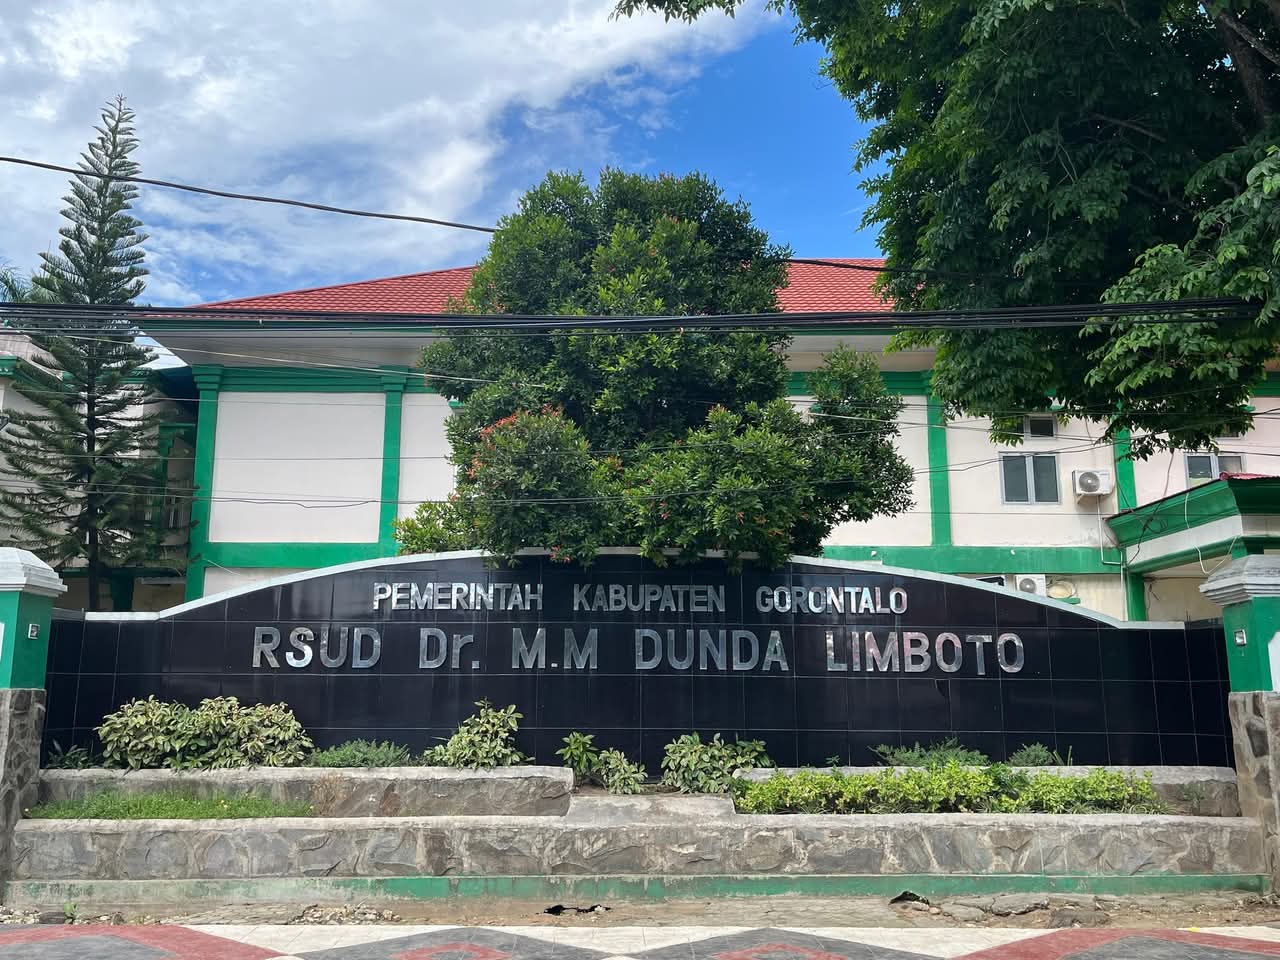 PEMERINTAH KABUPATEN GORONTALO
RSUD Dr. M.M DUNDA LIMBOTO